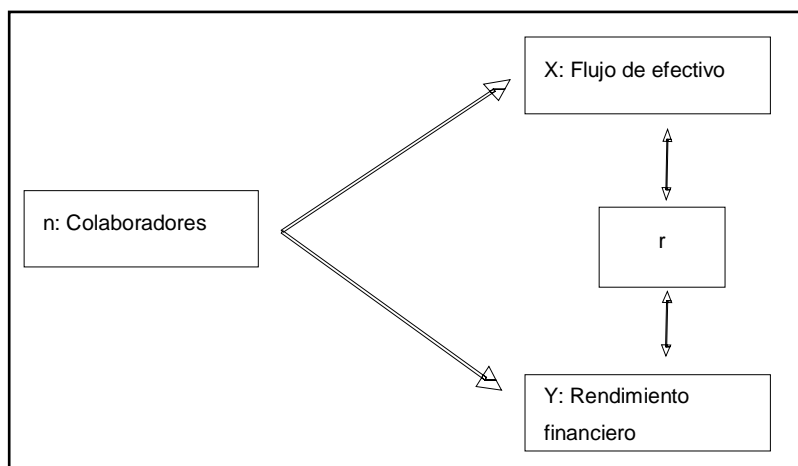 X: Flujo de efectivo
n: Colaboradores
r
Y: Rendimiento
financiero